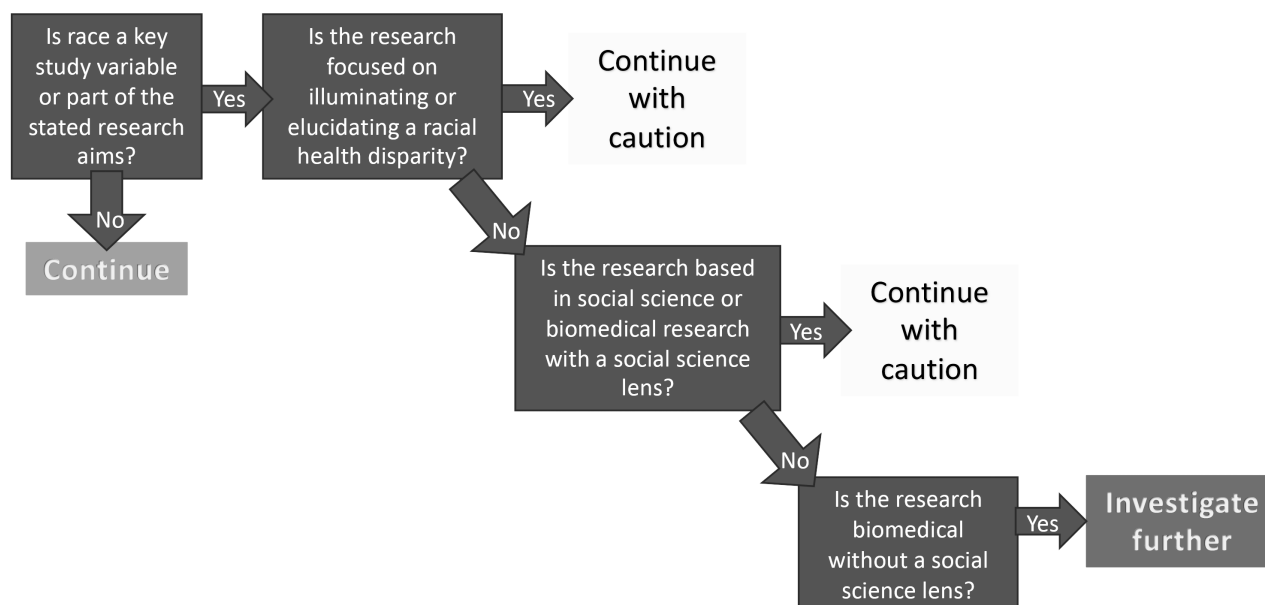 Is race a key
study variable
or part of the
stated research
aims?
Yes
Is the research
focused on
illuminating or
elucidating a racial
health disparity?
Yes
Continue
with
caution
No
Continue
No
Is the research based
in social science or
biomedical research
with a social science
lens?
Yes
Continue
with
caution
No
Is the research
biomedical
without a social
science lens?
Yes
Investigate
further